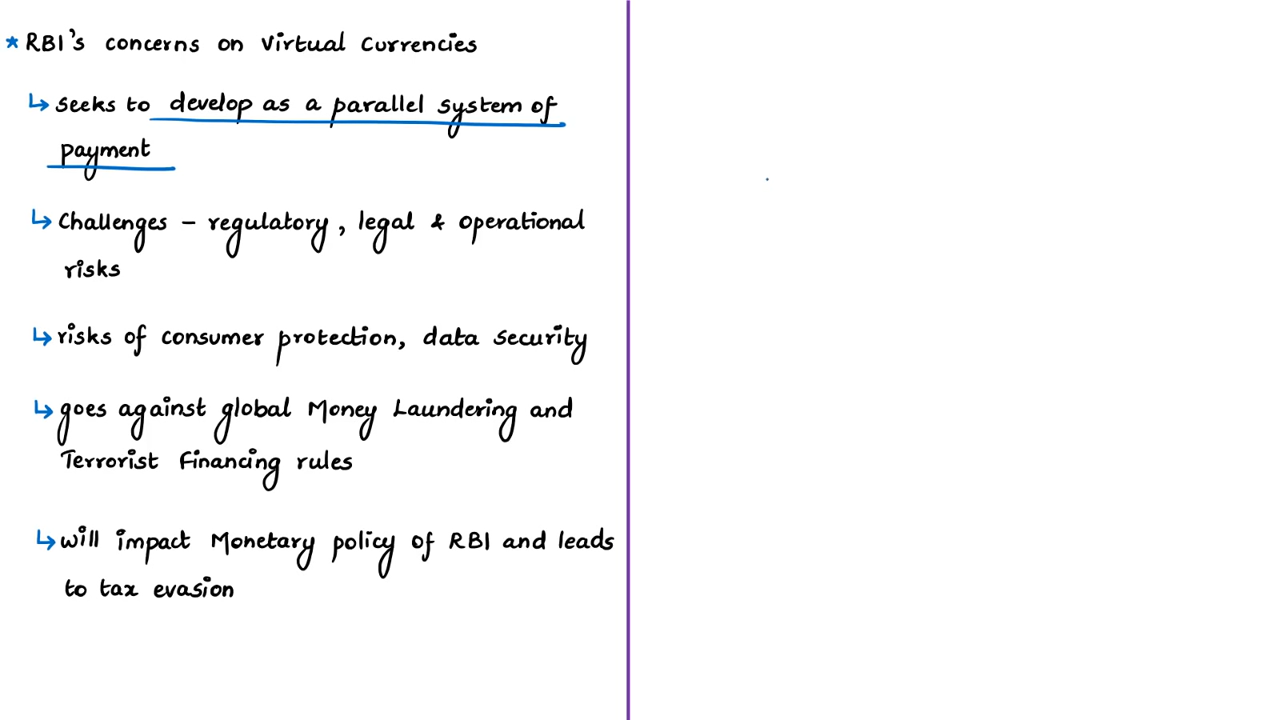 * RBI's concerns on Virtual Currencies
↳ seeks to develop as a parallel system of
payment
↳ Challenges - regulatory, legal & operational
risks
↳ risks of consumer protection, data security
↳ goes against global Money Laundering and
Terrorist Financing rules
↳ will impact Monetary policy of RBI and leads
to tax evasion